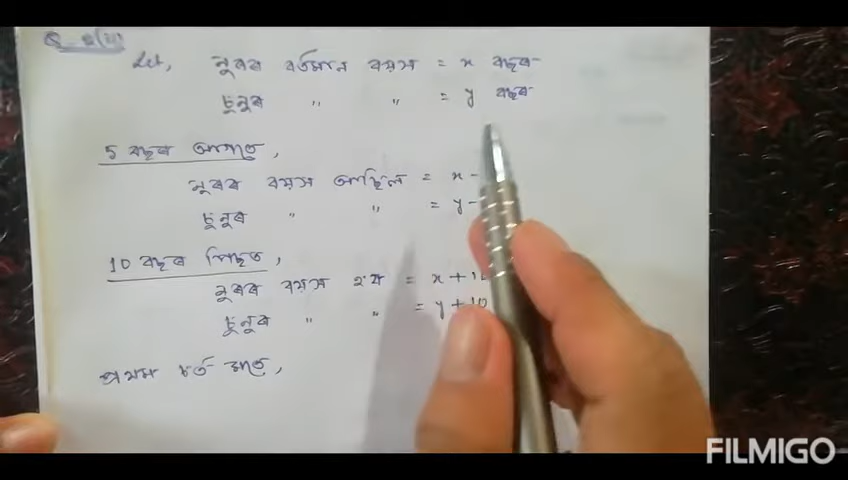 Q. 2(ii)
Let, নুৰৰ বৰ্তমান বয়স = x বছৰ
চুনুৰ " " = y বছৰ
5 বছৰ আগতে,
নুৰৰ বয়স আছিল = x -
চুনুৰ " " = y -
10 বছৰ পিছত,
নুৰৰ বয়স হ'ব = x + 10
চুনুৰ " " = y + 10
প্ৰথম চৰ্ত মতে,
FILMIGO